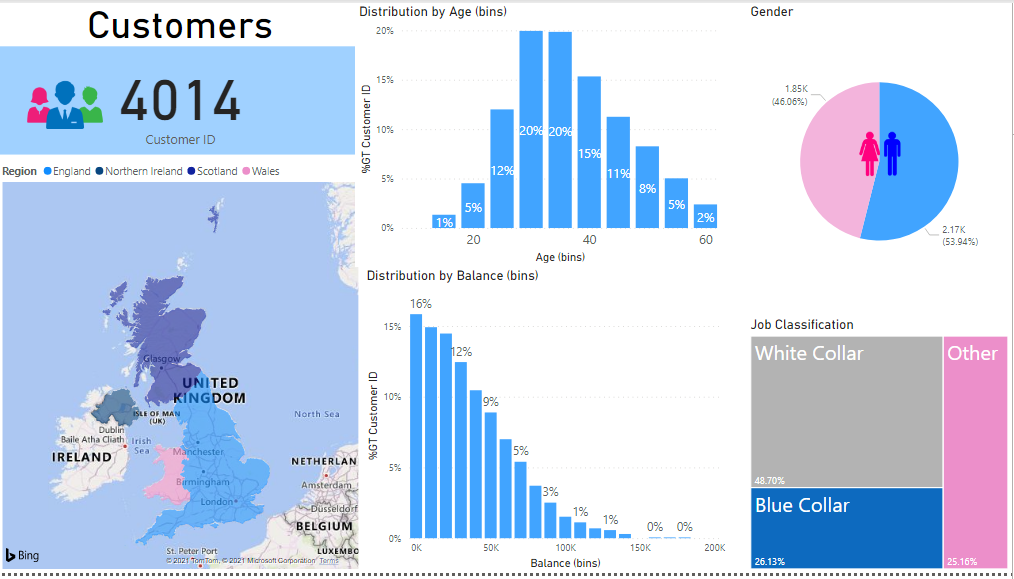 Customers
4014
Customer ID
Region England Northern Ireland Scotland Wales
Glasgow
UNITED
KINGDOM
ISLE OF MAN
(UK)
North Sea
Dublin
Baile Atha Cliath
Irish
Sea
IRELAND
Manchester
Birmingham
London
NETHERLAN
Amsterdam
Düsseldorf
BELGIUM
LUXEMBO
St. Peter Port
Bing
© 2021 TomTom, © 2021 Microsoft Corporation Terms
Distribution by Age (bins)
%GT Customer ID
20%
15%
10%
5%
0%
1%
5%
12%
20%
20%
15%
11%
8%
5%
2%
20
40
60
Age (bins)
Distribution by Balance (bins)
%GT Customer ID
15%
10%
5%
0%
16%
12%
9%
5%
3%
1%
1%
0%
0%
0K
50K
100K
150K
200K
Balance (bins)
Gender
1.85K
(46.06%)
2.17K
(53.94%)
Job Classification
White Collar
48.70%
Blue Collar
26.13%
Other
25.16%